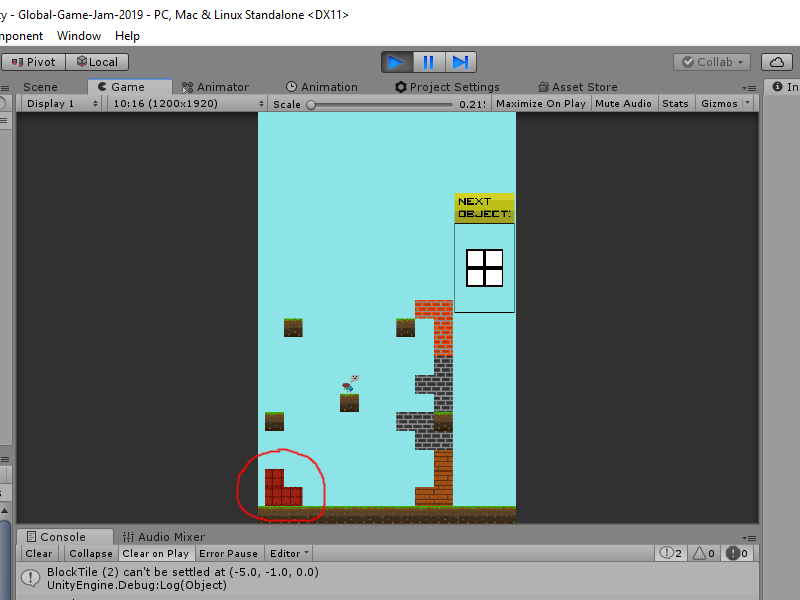 ty - Global-Game-Jam-2019 - PC, Mac & Linux Standalone <DX11>
mponent Window Help
Pivot Local Collab
Scene Game Animator Animation Project Settings Asset Store In
Display 1 10:16 (1200x1920) Scale 0.21 Maximize On Play Mute Audio Stats Gizmos
NEXT
OBJECT:
Console Audio Mixer
Clear Collapse Clear on Play Error Pause Editor 2 0 0
BlockTile (2) can't be settled at (-5.0, -1.0, 0.0)
UnityEngine.Debug:Log(Object)